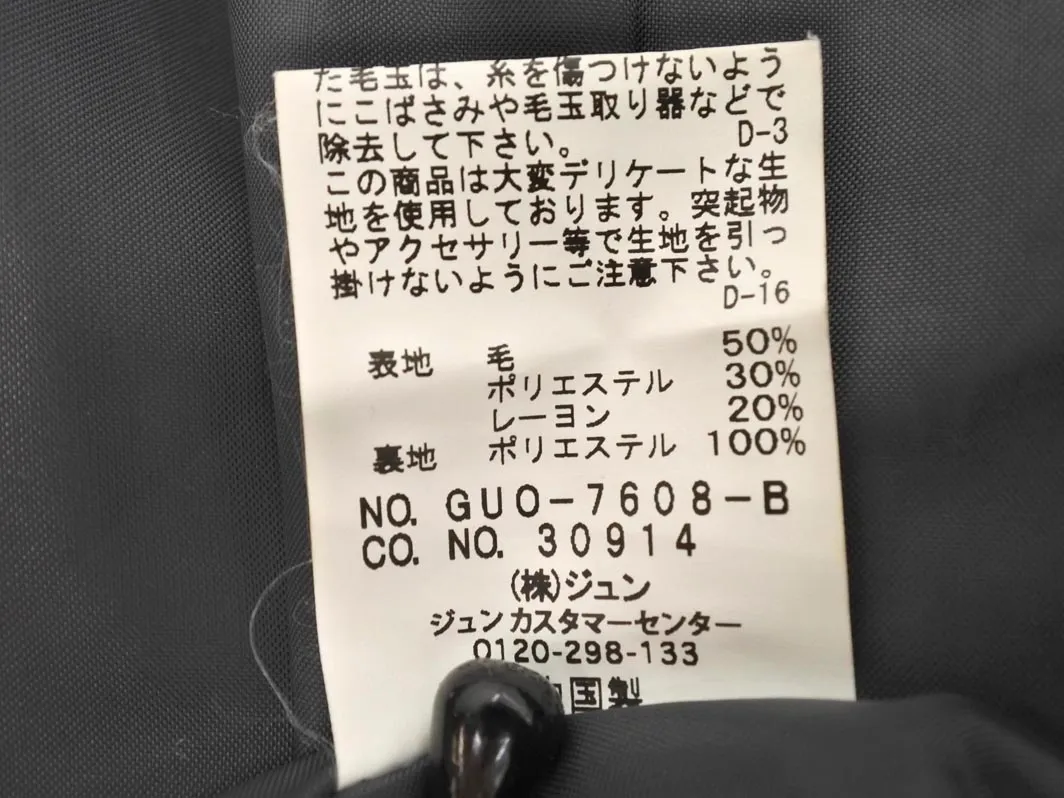 た毛玉は、糸を傷つけないよう
にこばさみや毛玉取り器などで
除去して下さい。
D-3
この商品は大変デリケートな生
地を使用しております。突起物
やアクセサリー等で生地を引っ
掛けないようにご注意下さい。
D-16
表地 毛 50%
ポリエステル 30%
レーヨン 20%
裏地 ポリエステル 100%
NO. GUO-7608-B
CO. NO. 30914
(株)ジュン
ジュンカスタマーセンター
0120-298-133
国製